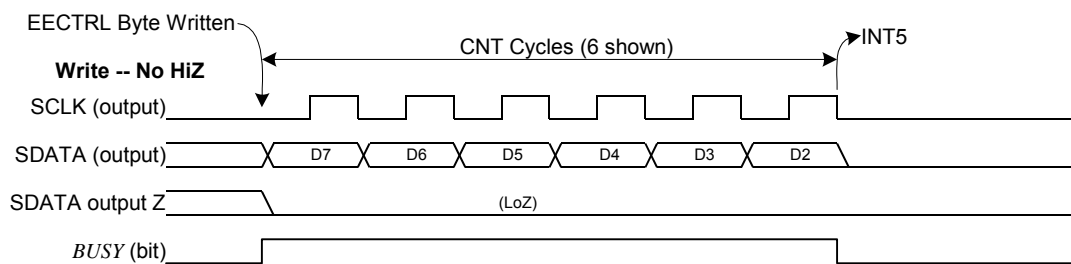 EECTRL Byte Written
CNT Cycles (6 shown)
INT5
Write -- No HiZ
SCLK (output)
SDATA (output)
D7
D6
D5
D4
D3
D2
SDATA output Z
(LoZ)
BUSY (bit)